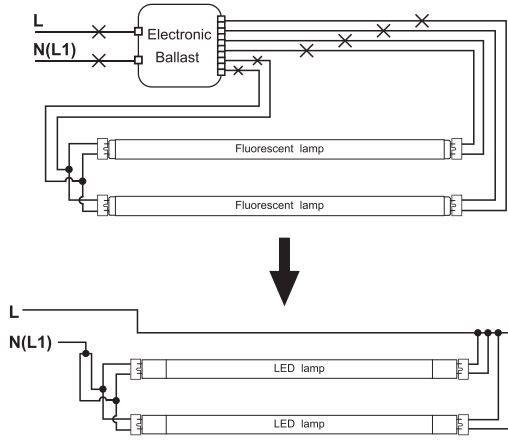 L
N(L1)
Electronic
Ballast
Fluorescent lamp
Fluorescent lamp
L
N(L1)
LED lamp
LED lamp